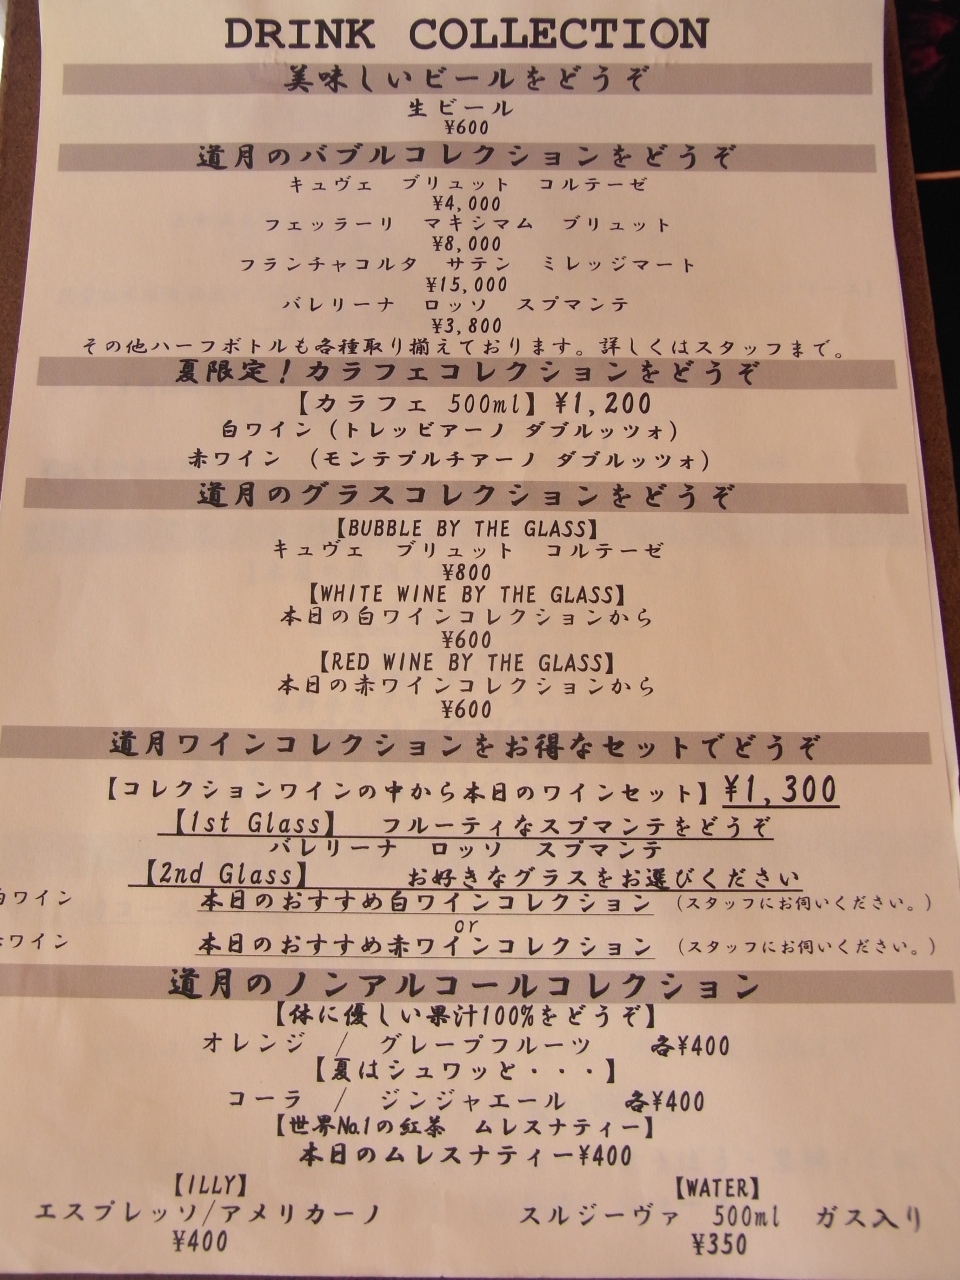 DRINK COLLECTION
美味しいビールをどうぞ
生ビール
¥600
道月のバブルコレクションをどうぞ
キュヴェ ブリュット コルテーゼ
¥4,000
フェッラーリ マキシマム ブリュット
¥8,000
フランチャコルタ サテン ミレッジマート
¥15,000
バレリーナ ロッソ スプマンテ
¥3,800
その他ハーフボトルも各種取り揃えております。詳しくはスタッフまで。
夏限定！カラフェコレクションをどうぞ
【カラフェ 500ml】¥1,200
白ワイン（トレッビアーノ ダブルッツォ）
赤ワイン （モンテプルチアーノ ダブルッツォ）
道月のグラスコレクションをどうぞ
【BUBBLE BY THE GLASS】
キュヴェ ブリュット コルテーゼ
¥800
【WHITE WINE BY THE GLASS】
本日の白ワインコレクションから
¥600
【RED WINE BY THE GLASS】
本日の赤ワインコレクションから
¥600
道月ワインコレクションをお得なセットでどうぞ
【コレクションワインの中から本日のワインセット】¥1,300
【1st Glass】 フルーティなスプマンテをどうぞ
バレリーナ ロッソ スプマンテ
【2nd Glass】 お好きなグラスをお選びください
白ワイン 本日のおすすめ白ワインコレクション （スタッフにお伺いください。）
or
赤ワイン 本日のおすすめ赤ワインコレクション （スタッフにお伺いください。）
道月のノンアルコールコレクション
【体に優しい果汁100%をどうぞ】
オレンジ / グレープフルーツ 各¥400
【夏はシュワッと・・・】
コーラ / ジンジャエール 各¥400
【世界No.1の紅茶 ムレスナティー】
本日のムレスナティー¥400
【ILLY】 【WATER】
エスプレッソ/アメリカーノ スルジーヴァ 500ml ガス入り
¥400 ¥350